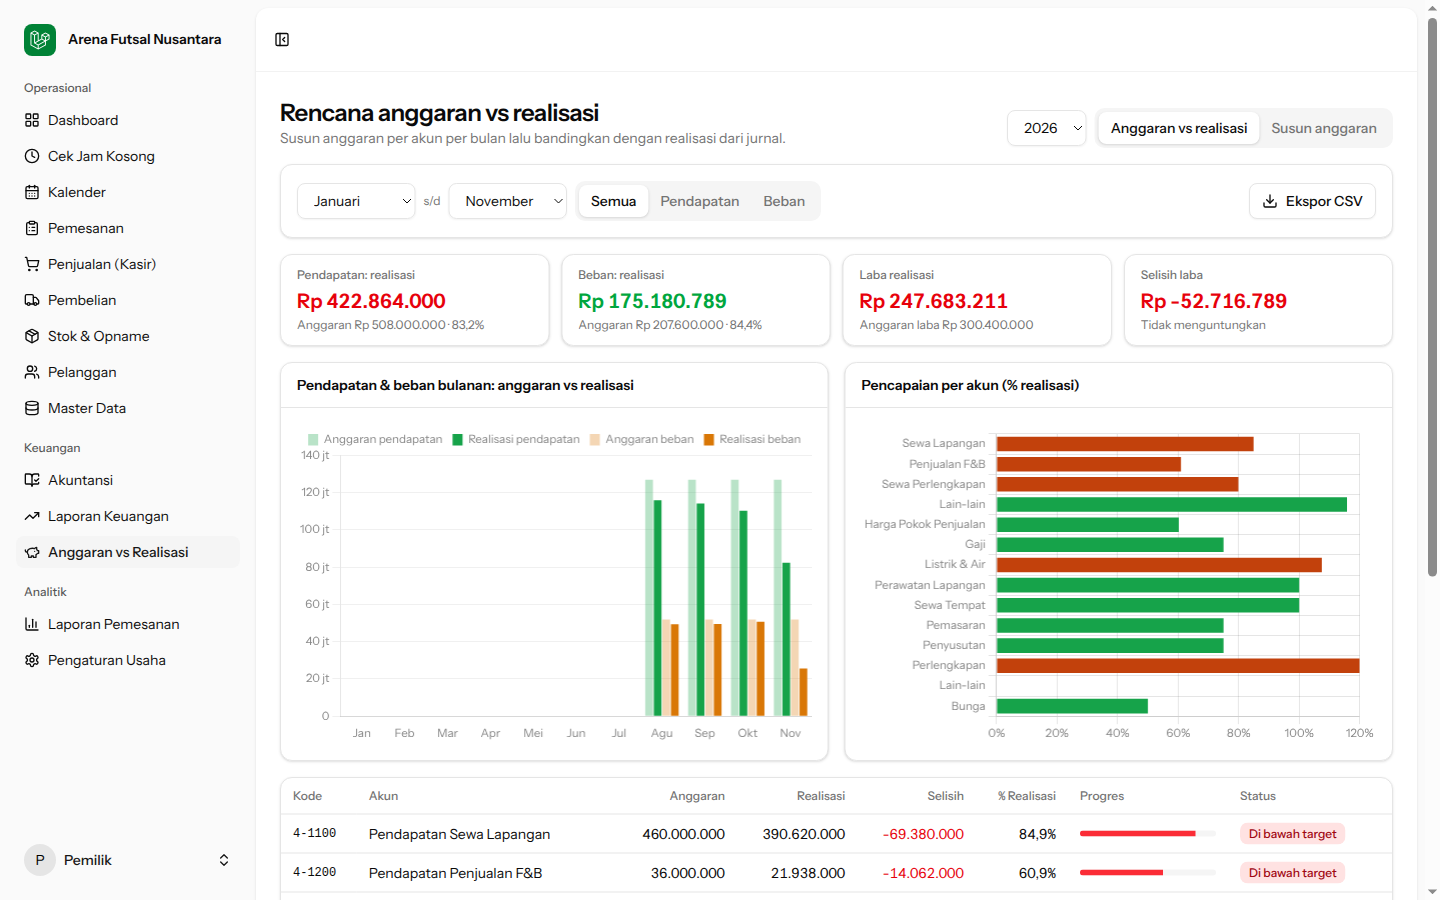 Arena Futsal Nusantara
Operasional
Dashboard
Cek Jam Kosong
Kalender
Pemesanan
Penjualan (Kasir)
Pembelian
Stok & Opname
Pelanggan
Master Data
Keuangan
Akuntansi
Laporan Keuangan
Anggaran vs Realisasi
Analitik
Laporan Pemesanan
Pengaturan Usaha
P Pemilik
Rencana anggaran vs realisasi
Susun anggaran per akun per bulan lalu bandingkan dengan realisasi dari jurnal.
2026 Anggaran vs realisasi Susun anggaran
Januari s/d November Semua Pendapatan Beban Ekspor CSV
Pendapatan: realisasi
Rp 422.864.000
Anggaran Rp 508.000.000 · 83,2%
Beban: realisasi
Rp 175.180.789
Anggaran Rp 207.600.000 · 84,4%
Laba realisasi
Rp 247.683.211
Anggaran laba Rp 300.400.000
Selisih laba
Rp -52.716.789
Tidak menguntungkan
Pendapatan & beban bulanan: anggaran vs realisasi
Anggaran pendapatan Realisasi pendapatan Anggaran beban Realisasi beban
140 jt
120 jt
100 jt
80 jt
60 jt
40 jt
20 jt
0
Jan Feb Mar Apr Mei Jun Jul Agu Sep Okt Nov
Pencapaian per akun (% realisasi)
Sewa Lapangan
Penjualan F&B
Sewa Perlengkapan
Lain-lain
Harga Pokok Penjualan
Gaji
Listrik & Air
Perawatan Lapangan
Sewa Tempat
Pemasaran
Penyusutan
Perlengkapan
Lain-lain
Bunga
0% 20% 40% 60% 80% 100% 120%
Kode Akun Anggaran Realisasi Selisih % Realisasi Progres Status
4-1100 Pendapatan Sewa Lapangan 460.000.000 390.620.000 -69.380.000 84,9% Di bawah target
4-1200 Pendapatan Penjualan F&B 36.000.000 21.938.000 -14.062.000 60,9% Di bawah target